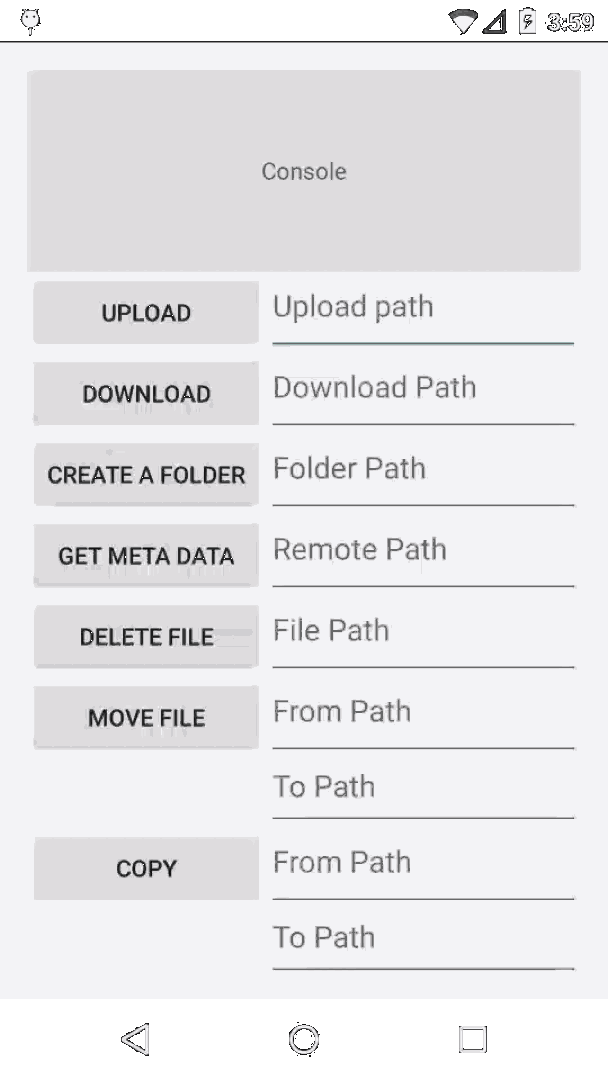 3:59
Console
UPLOAD Upload path
DOWNLOAD Download Path
CREATE A FOLDER Folder Path
GET META DATA Remote Path
DELETE FILE File Path
MOVE FILE From Path
To Path
COPY From Path
To Path